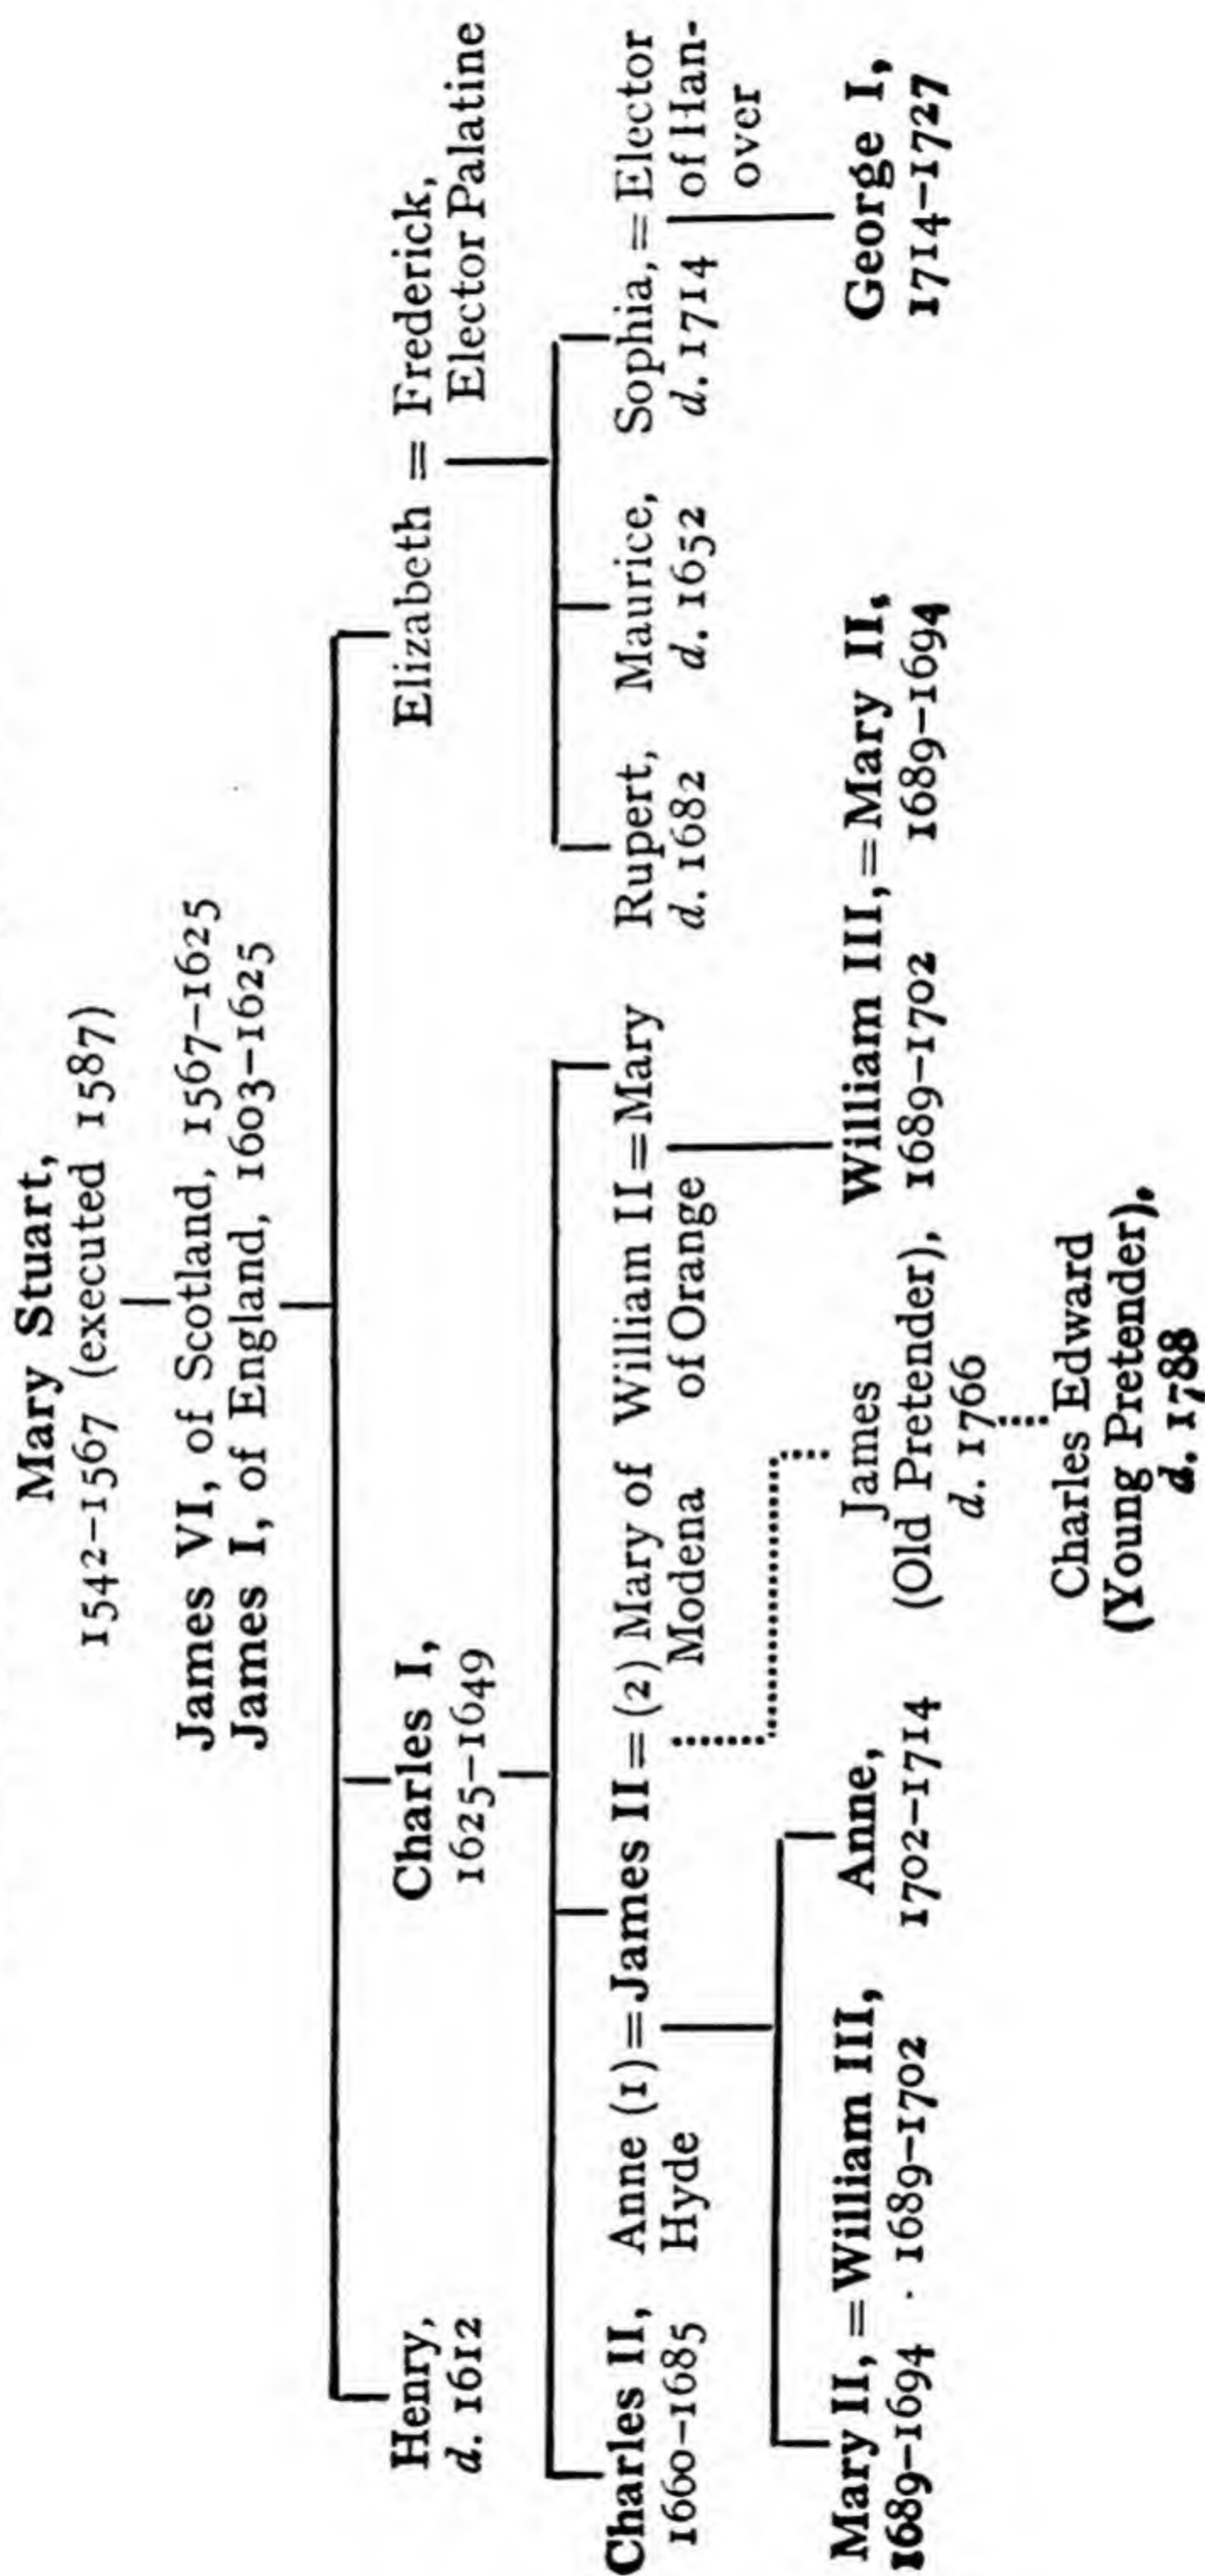 Mary Stuart,
1542–1567 (executed 1587)
James VI, of Scotland, 1567–1625
James I, of England, 1603–1625
Henry,
d. 1612
Charles I,
1625–1649
Elizabeth = Frederick,
Elector Palatine
Charles II,
1660–1685
Anne (1) = James II = (2) Mary of
Hyde
Modena
William II = Mary
of Orange
Rupert,
d. 1682
Maurice,
d. 1652
Sophia, = Elector
d. 1714
of Han-
over
Mary II, = William III,
1689–1694 · 1689–1702
Anne,
1702–1714
James
(Old Pretender),
d. 1766
William III, = Mary II,
1689–1702 1689–1694
George I,
1714–1727
Charles Edward
(Young Pretender),
d. 1788